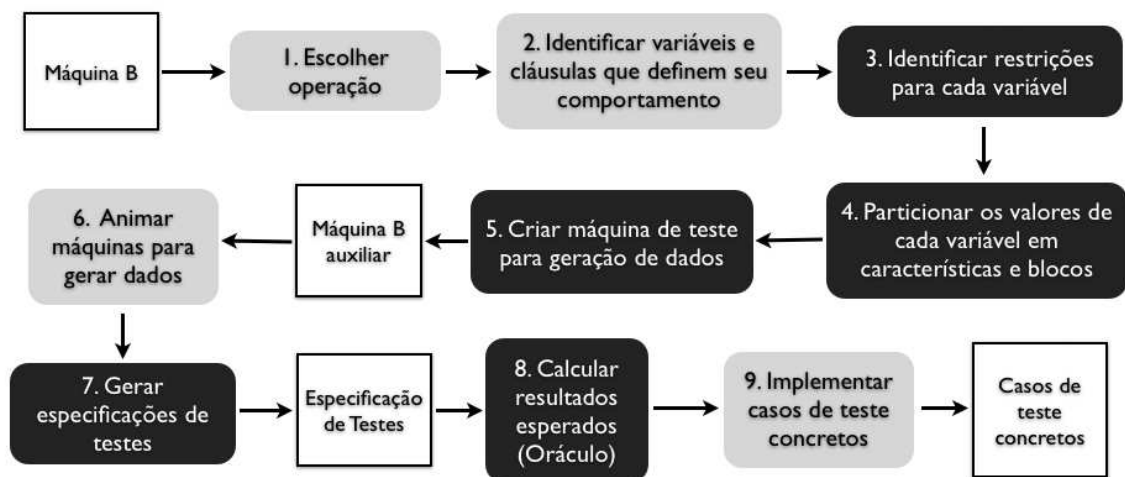 Máquina B
1. Escolher
operação
2. Identificar variáveis e
cláusulas que definem seu
comportamento
3. Identificar restrições
para cada variável
4. Particionar os valores de
cada variável em
características e blocos
5. Criar máquina de teste
para geração de dados
Máquina B
auxiliar
6. Animar
máquinas para
gerar dados
7. Gerar
especificações de
testes
Especificação
de Testes
8. Calcular
resultados
esperados
(Oráculo)
9. Implementar
casos de teste
concretos
Casos de
teste
concretos